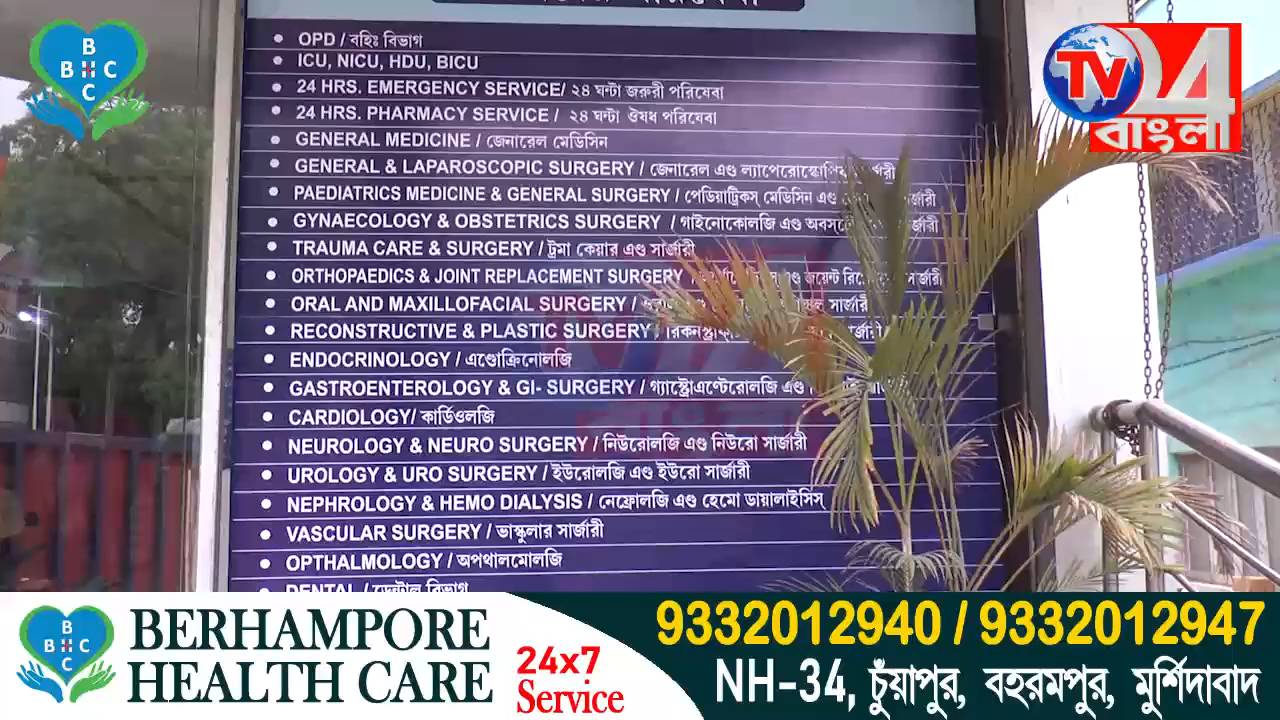 B
B H C
C
TV 24
বাংলা
OPD / বহিঃ বিভাগ
ICU, NICU, HDU, BICU
24 HRS. EMERGENCY SERVICE/ ২৪ ঘন্টা জরুরী পরিষেবা
24 HRS. PHARMACY SERVICE / ২৪ ঘন্টা ঔষধ পরিষেবা
GENERAL MEDICINE / জেনারেল মেডিসিন
GENERAL & LAPAROSCOPIC SURGERY / জেনারেল এণ্ড ল্যাপেরোস্কোপিক সার্জারী
PAEDIATRICS MEDICINE & GENERAL SURGERY / পেডিয়াট্রিকস্ মেডিসিন এণ্ড সার্জারী
GYNAECOLOGY & OBSTETRICS SURGERY / গাইনোকোলজি এণ্ড সার্জারী
TRAUMA CARE & SURGERY / ট্রমা কেয়ার এণ্ড সার্জারী
ORTHOPAEDICS & JOINT REPLACEMENT SURGERY / এণ্ড জয়েন্ট সার্জারী
ORAL AND MAXILLOFACIAL SURGERY / সার্জারী
RECONSTRUCTIVE & PLASTIC SURGERY / সার্জারী
ENDOCRINOLOGY / এণ্ডোক্রিনোলজি
GASTROENTEROLOGY & GI- SURGERY / গ্যাস্ট্রোএণ্টেরোলজি এণ্ড
CARDIOLOGY/ কার্ডিওলজি
NEUROLOGY & NEURO SURGERY / নিউরোলজি এণ্ড নিউরো সার্জারী
UROLOGY & URO SURGERY / ইউরোলজি এণ্ড ইউরো সার্জারী
NEPHROLOGY & HEMO DIALYSIS / নেফ্রোলজি এণ্ড হেমো ডায়ালাইসিস্
VASCULAR SURGERY / ভাস্কুলার সার্জারী
OPTHALMOLOGY / অপথালমোলজি
DENTAL / ডেন্টাল বিভাগ
B
B H C
C
BERHAMPORE
HEALTH CARE
24x7
Service
9332012940 / 9332012947
NH-34, চুঁয়াপুর, বহরমপুর, মুর্শিদাবাদ